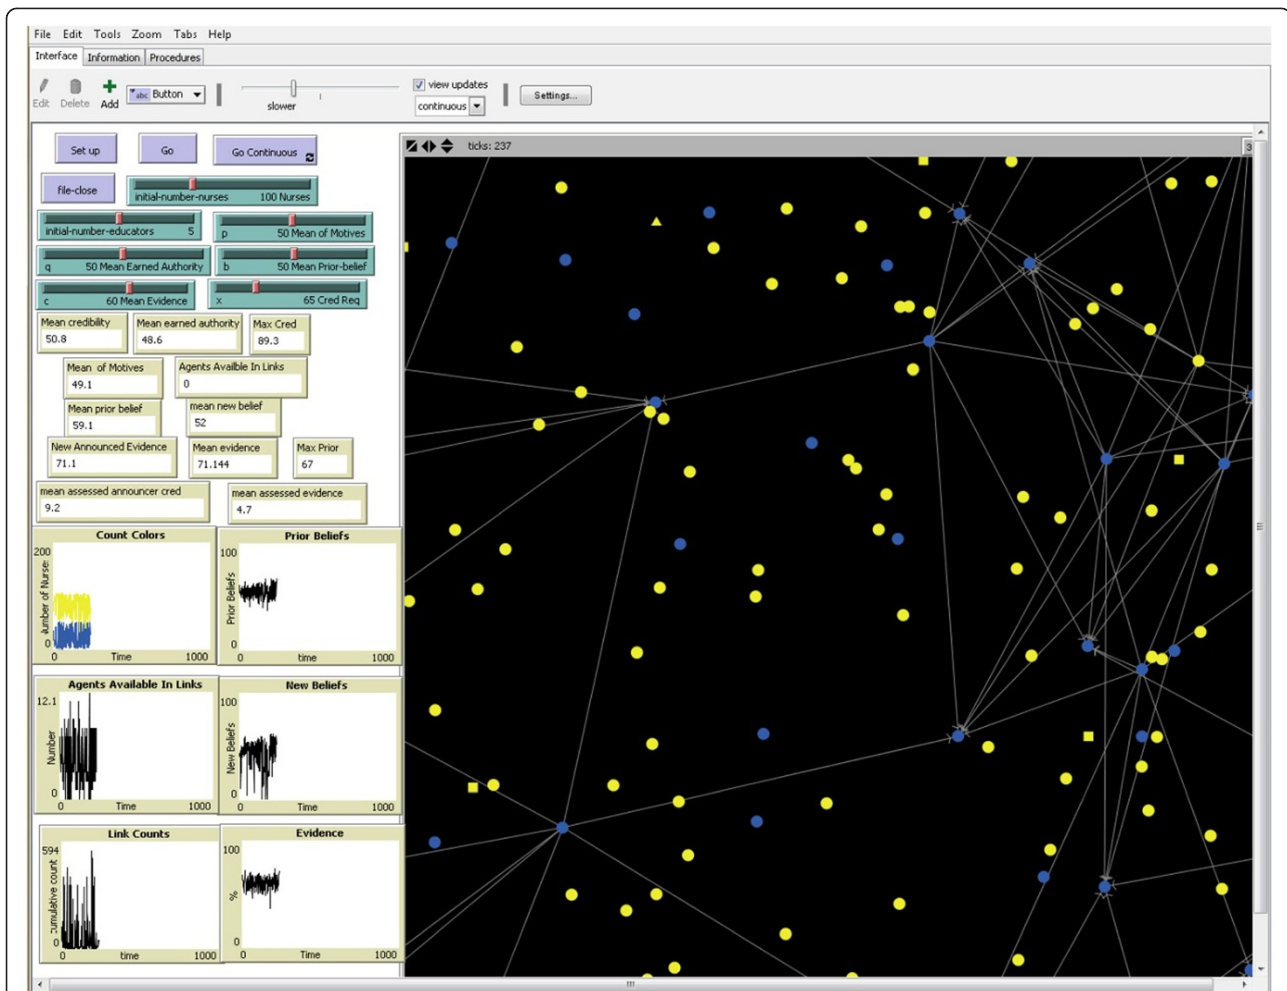 File Edit Tools Zoom Tabs Help
Interface Information Procedures
Edit Delete Add abc Button slower view updates continuous Settings...
Set up Go Go Continuous
ticks: 237 3
file-close initial-number-nurses 100 Nurses
initial-number-educators 5 p 50 Mean of Motives
q 50 Mean Earned Authority b 50 Mean Prior-belief
c 60 Mean Evidence x 65 Cred Req
Mean credibility Mean earned authority Max Cred
50.8 48.6 89.3
Mean of Motives Agents Availble In Links
49.1 0
Mean prior belief mean new belief
59.1 52
New Announced Evidence Mean evidence Max Prior
71.1 71.144 67
mean assessed announcer cred mean assessed evidence
9.2 4.7
Count Colors
200
Number of Nurse:
0
0 Time 1000
Prior Beliefs
100
Prior Beliefs
0
0 time 1000
Agents Available In Links
12.1
Number
0
0 Time 1000
New Beliefs
100
New Beliefs
0
0 Time 1000
Link Counts
594
cumulative count
0
0 time 1000
Evidence
100
%
0
0 Time 1000